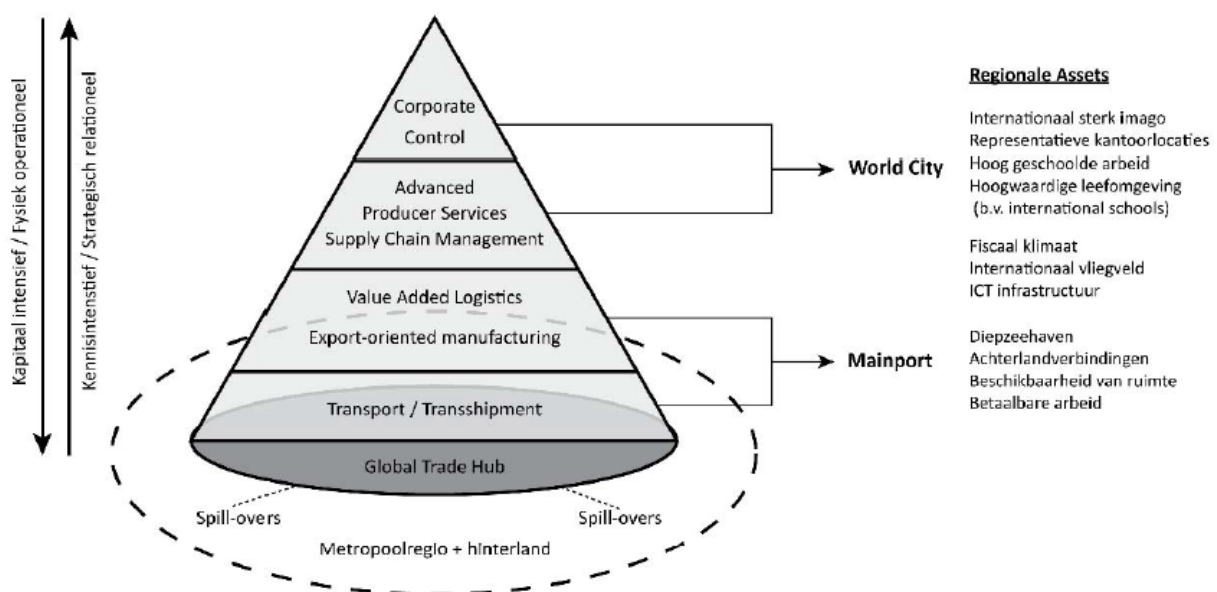 Kapitaal intensief / Fysiek operationeel
Kennisintenstief / Strategisch relationeel
Corporate
Control
Advanced
Producer Services
Supply Chain Management
Value Added Logistics
Export-oriented manufacturing
Transport / Transshipment
Global Trade Hub
Spill-overs
Spill-overs
Metropoolregio + hinterland
World City
Mainport
Regionale Assets
Internationaal sterk imago
Representatieve kantoorlocaties
Hoog geschoolde arbeid
Hoogwaardige leefomgeving
(b.v. international schools)
Fiscaal klimaat
Internationaal vliegveld
ICT infrastructuur
Diepzeehaven
Achterlandverbindingen
Beschikbaarheid van ruimte
Betaalbare arbeid